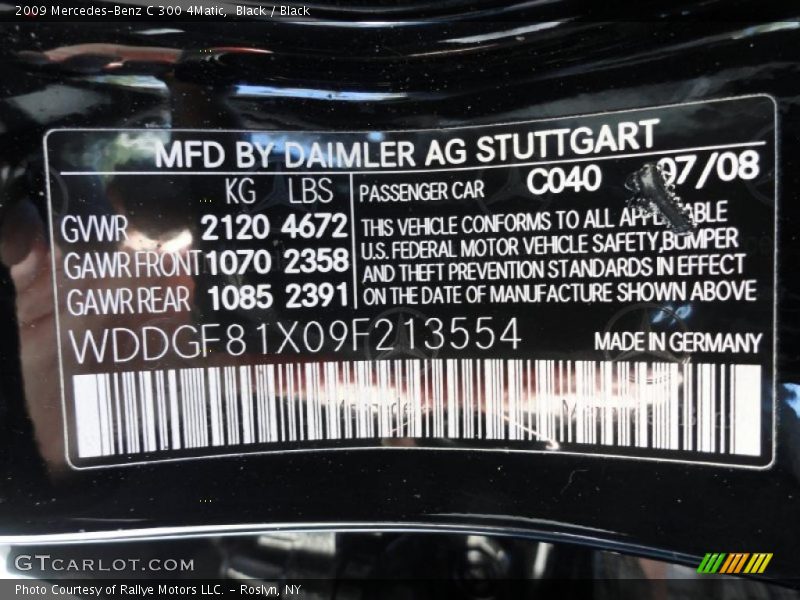 2009 Mercedes-Benz C 300 4Matic, Black / Black
MFD BY DAIMLER AG STUTTGART
KG LBS
GVWR 2120 4672
GAWR FRONT 1070 2358
GAWR REAR 1085 2391
PASSENGER CAR C040 07/08
THIS VEHICLE CONFORMS TO ALL APPLICABLE
U.S. FEDERAL MOTOR VEHICLE SAFETY,BUMPER
AND THEFT PREVENTION STANDARDS IN EFFECT
ON THE DATE OF MANUFACTURE SHOWN ABOVE
WDDGF81X09F213554
MADE IN GERMANY
GTCARLOT.COM
Photo Courtesy of Rallye Motors LLC. - Roslyn, NY